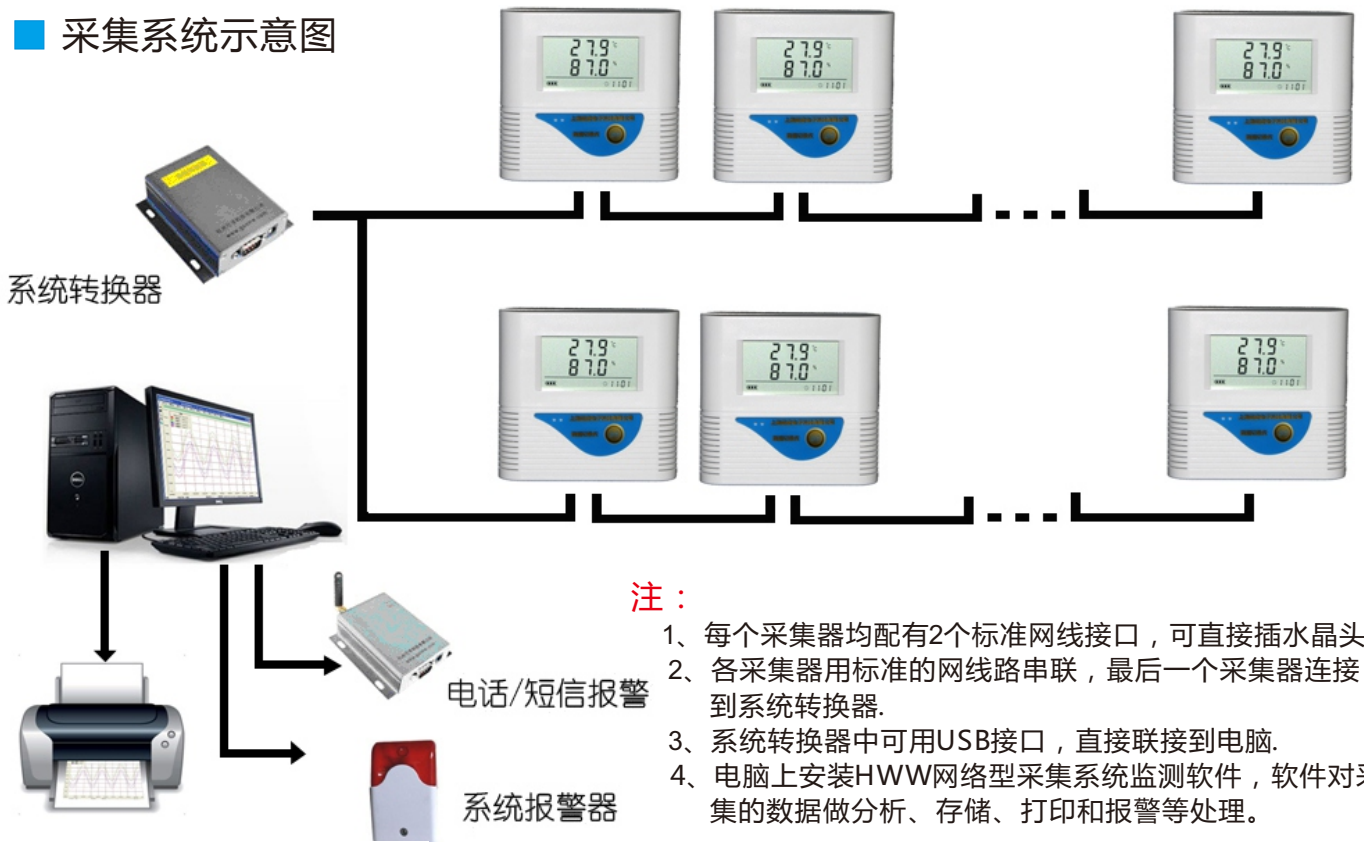 采集系统示意图
27.9℃
87.0%
1101
27.9℃
87.0%
1101
27.9℃
87.0%
1101
系统转换器
27.9℃
87.0%
1101
27.9℃
87.0%
1101
27.9℃
87.0%
1101
DELL
注：
1、每个采集器均配有2个标准网线接口，可直接插水晶头
2、各采集器用标准的网线路串联，最后一个采集器连接
到系统转换器.
3、系统转换器中可用USB接口，直接联接到电脑.
4、电脑上安装HWW网络型采集系统监测软件，软件对采
集的数据做分析、存储、打印和报警等处理。
电话/短信报警
系统报警器